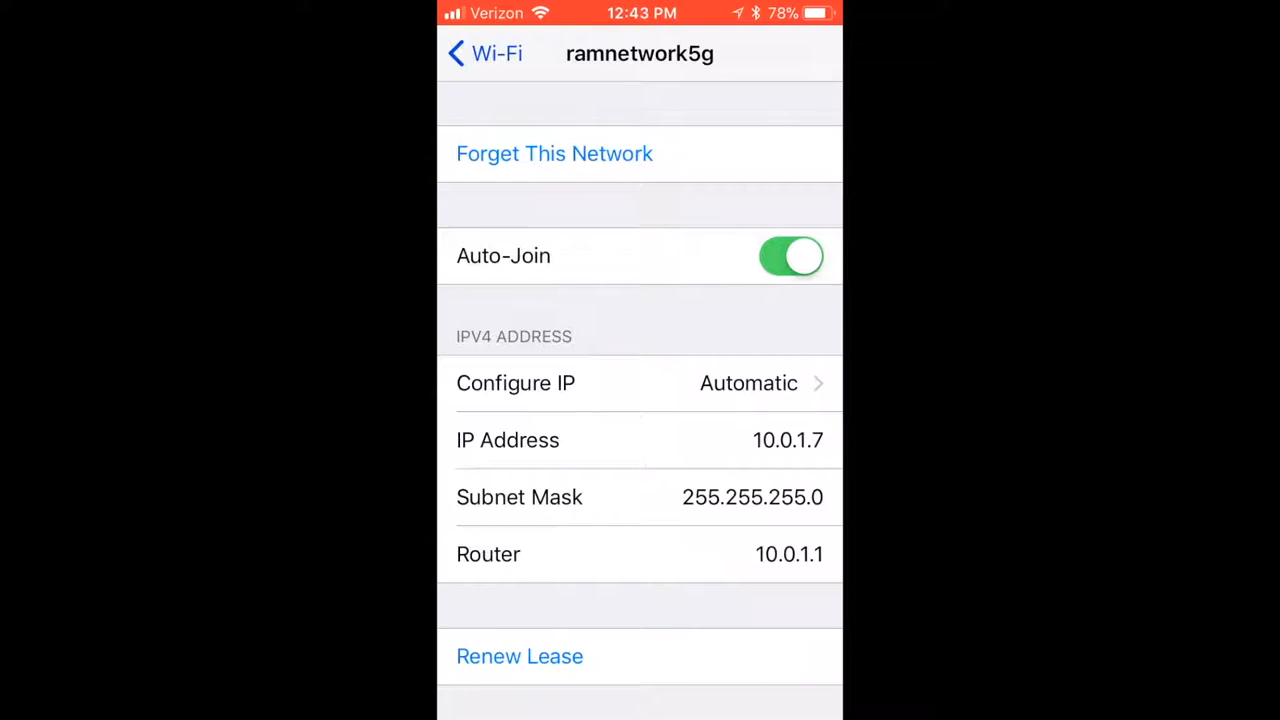 Verizon 12:43 PM 78%
Wi-Fi ramnetwork5g
Forget This Network
Auto-Join
IPV4 ADDRESS
Configure IP Automatic
IP Address 10.0.1.7
Subnet Mask 255.255.255.0
Router 10.0.1.1
Renew Lease